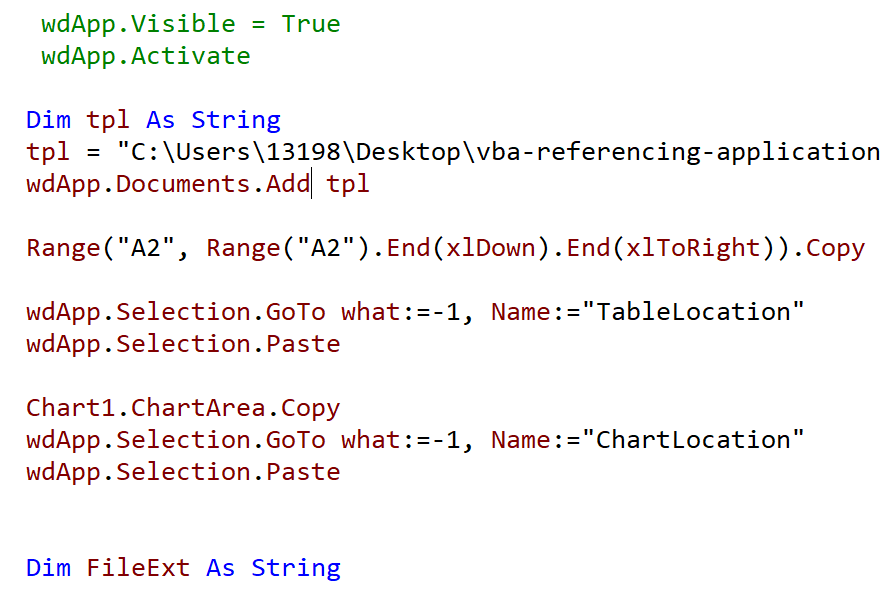 wdApp.Visible = True
wdApp.Activate
Dim tpl As String
tpl = "C:\Users\13198\Desktop\vba-referencing-application
wdApp.Documents.Add tpl
Range("A2", Range("A2").End(xlDown).End(xlToRight)).Copy
wdApp.Selection.GoTo what:=-1, Name:="TableLocation"
wdApp.Selection.Paste
Chart1.ChartArea.Copy
wdApp.Selection.GoTo what:=-1, Name:="ChartLocation"
wdApp.Selection.Paste
Dim FileExt As String